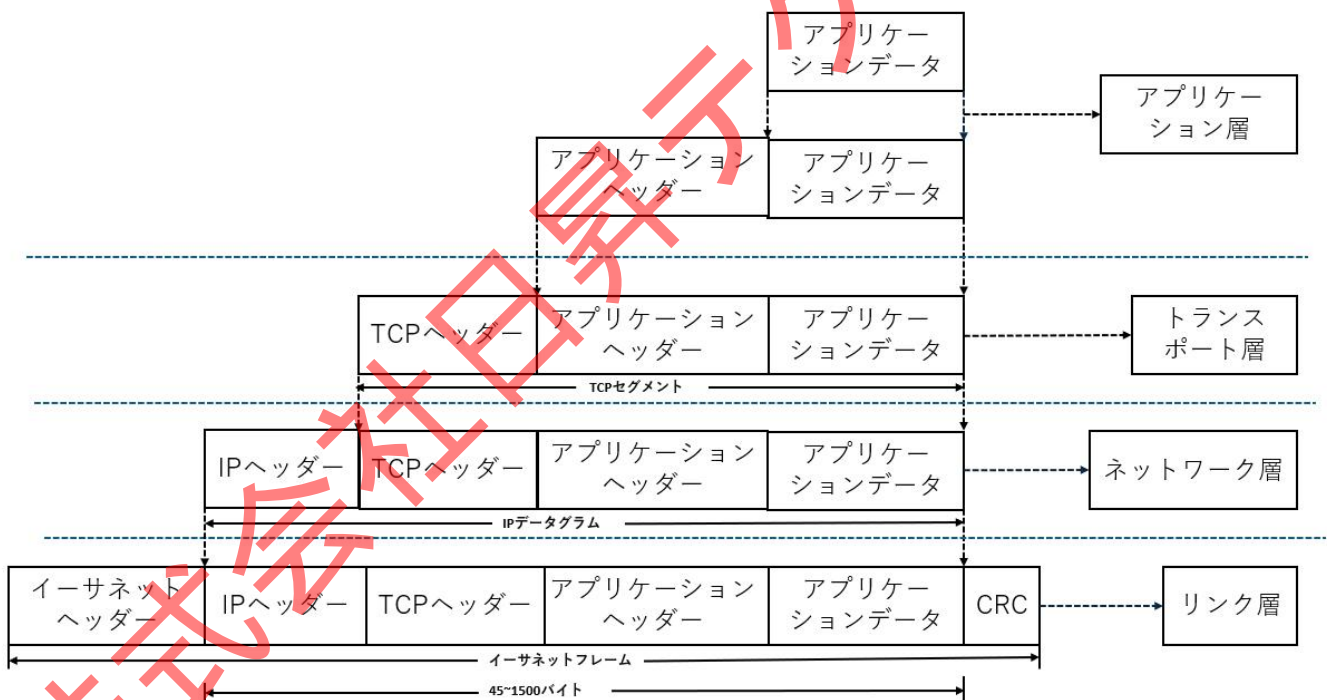 アプリケー
ションデータ
アプリケー
ション層
アプリケーション
ヘッダー
アプリケー
ションデータ
TCPヘッダー
アプリケーション
ヘッダー
アプリケー
ションデータ
トランス
ポート層
TCPセグメント
IPヘッダー
TCPヘッダー
アプリケーション
ヘッダー
アプリケー
ションデータ
ネットワーク層
IPデータグラム
イーサネット
ヘッダー
IPヘッダー
TCPヘッダー
アプリケーション
ヘッダー
アプリケー
ションデータ
CRC
リンク層
イーサネットフレーム
45~1500バイト
式会社日昇テク